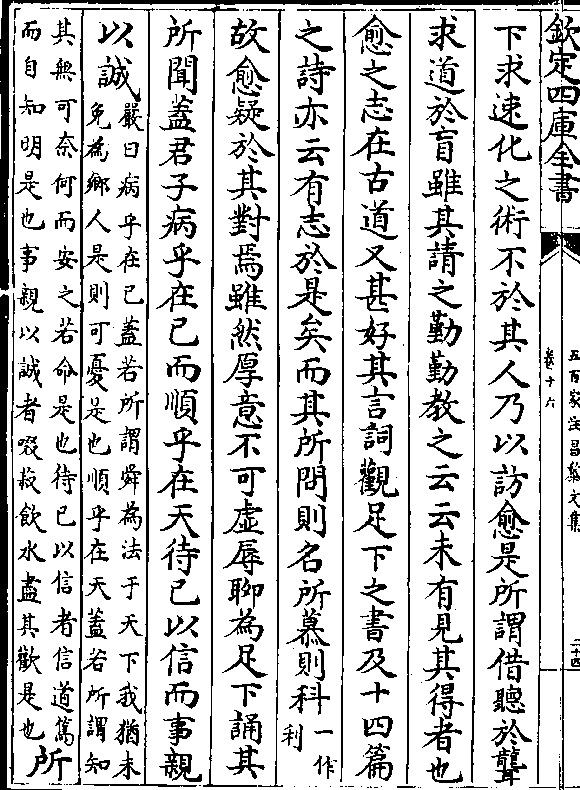 欽定四庫全書
五百家注昌黎文集
卷十六
二十四
下求速化之術不於其人乃以訪愈是所謂借聽於聾
求道於盲雖其請之勤勤教之云云未有見其得者也
愈之志在古道又甚好其言詞觀足下之書及十四篇
之詩亦云有志於是矣而其所問則名所慕則科一作利
故愈疑於其對焉雖然厚意不可虛辱聊為足下誦其
所聞蓋君子病乎在己而順乎在天待己以信而事親
以誠嚴曰病乎在已蓋若所謂舜為法于天下我猶未
免為鄉人是則可憂是也順乎在天蓋若所謂知
其無可奈何而安之若命是也待已以信者信道篤
而自知明是也事親以誠者啜菽飲水盡其歡是也所